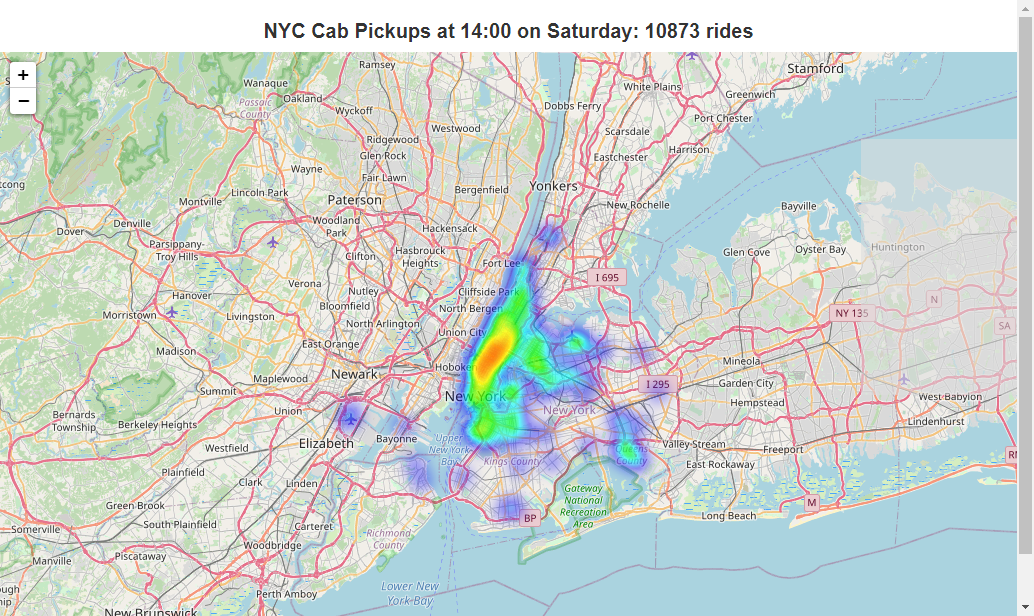 NYC Cab Pickups at 14:00 on Saturday: 10873 rides
+
−
Ramsey
Stamford
White Plains
Wanaque
Greenwich
Oakland
Passaic
County
Dobbs Ferry
Wyckoff
Port Chester
Westwood
Scarsdale
Ridgewood
Harrison
Glen Rock
Eastchester
Wayne
Fair Lawn
Yonkers
Bergenfield
Lincoln Park
Paterson
Montville
New Rochelle
Bayville
Woodland
Park
Denville
Dover
Hackensack
Parsippany-
Troy Hills
Hasbrouck
Heights
Clifton
Glen Cove
Oyster Bay
Huntington
Fort Lee
I 695
Verona
Nutley
Cliffside Park
Hanover
Bloomfield
North Bergen
N
Morristown
Livingston
NY 135
North Arlington
SA
Union City
East Orange
Madison
Mineola
Hoboke
Newark
Maplewood
I 295
Garden City
Summit
New York
West Babylon
Hempstead
Union
New York
Bernards
Township
Berkeley Heights
Lindenhurst
Elizabeth
Bayonne
Upper
New York
Bay
Valley Stream
Freeport
Westfield
Queens
County
Kings County
East Rockaway
Plainfield
Clark
Linden
Gateway
National
Recreation
Area
M
Green Brook
BP
Long Beach
South Plainfield
Carteret
Somerville
Richmond
County
Woodbridge
Piscataway
Manville
Lower New
York Bay
Perth Amboy
New Brunswick